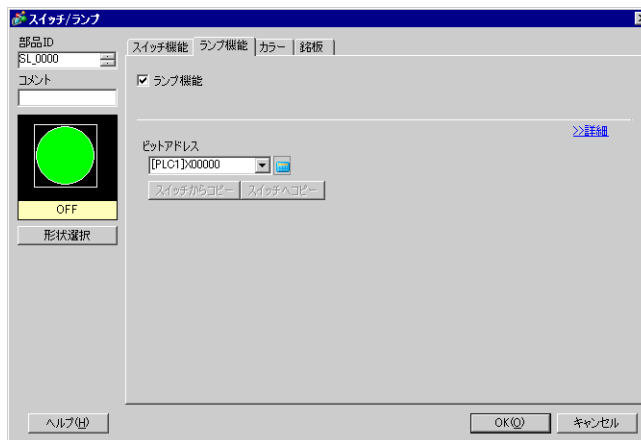 スイッチ/ランプ
部品ID
SL_0000
コメント
OFF
形状選択
スイッチ機能 ランプ機能 カラー 銘板
ランプ機能
>>詳細
ビットアドレス
[PLC1]X00000
スイッチからコピー スイッチへコピー
ヘルプ(H) OK(O) キャンセル